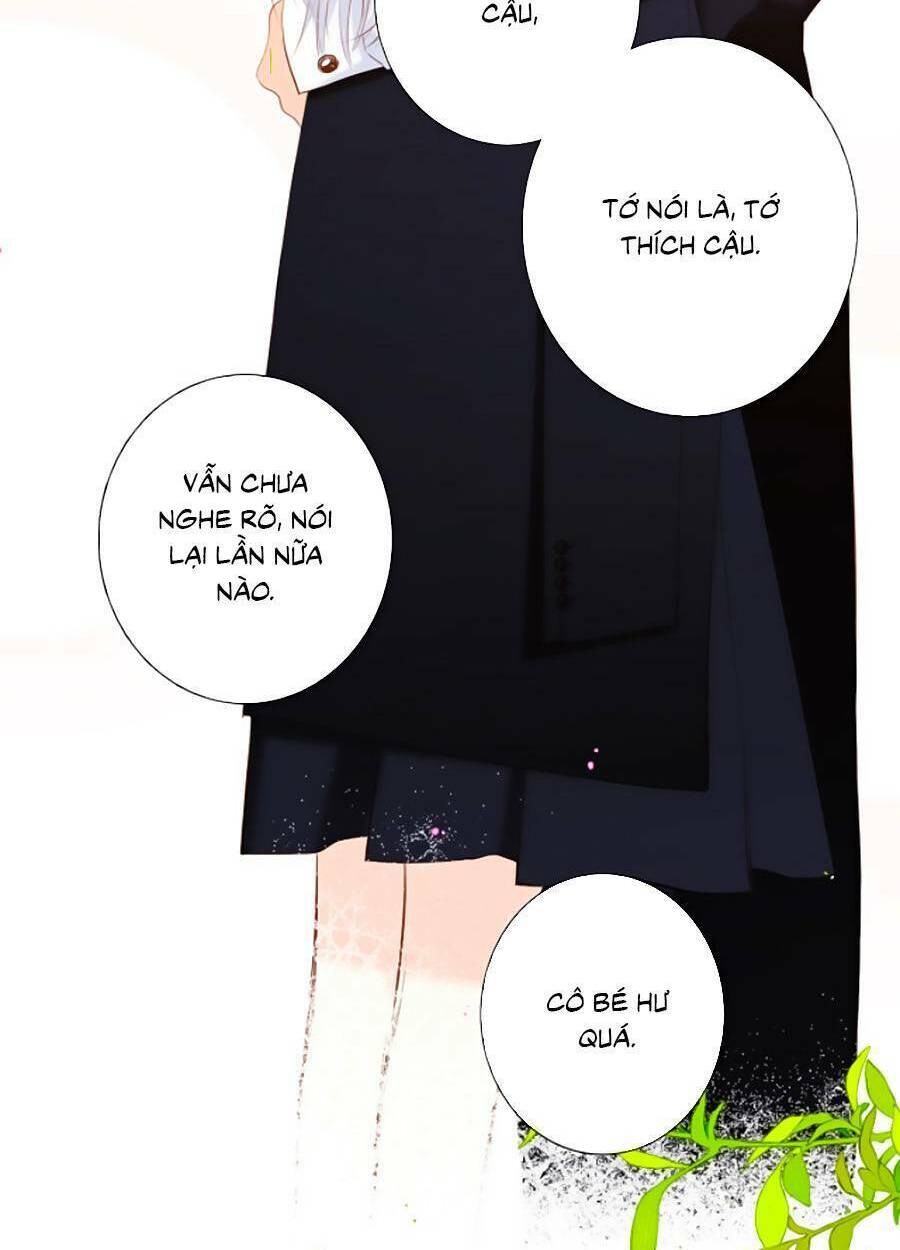 CẬU,
TỚ NÓI LÀ, TỚ
THÍCH CẬU.
VẪN CHƯA
NGHE RÕ, NÓI
LẠI LẦN NỮA
NÀO.
CÔ BÉ HƯ
QUÁ.